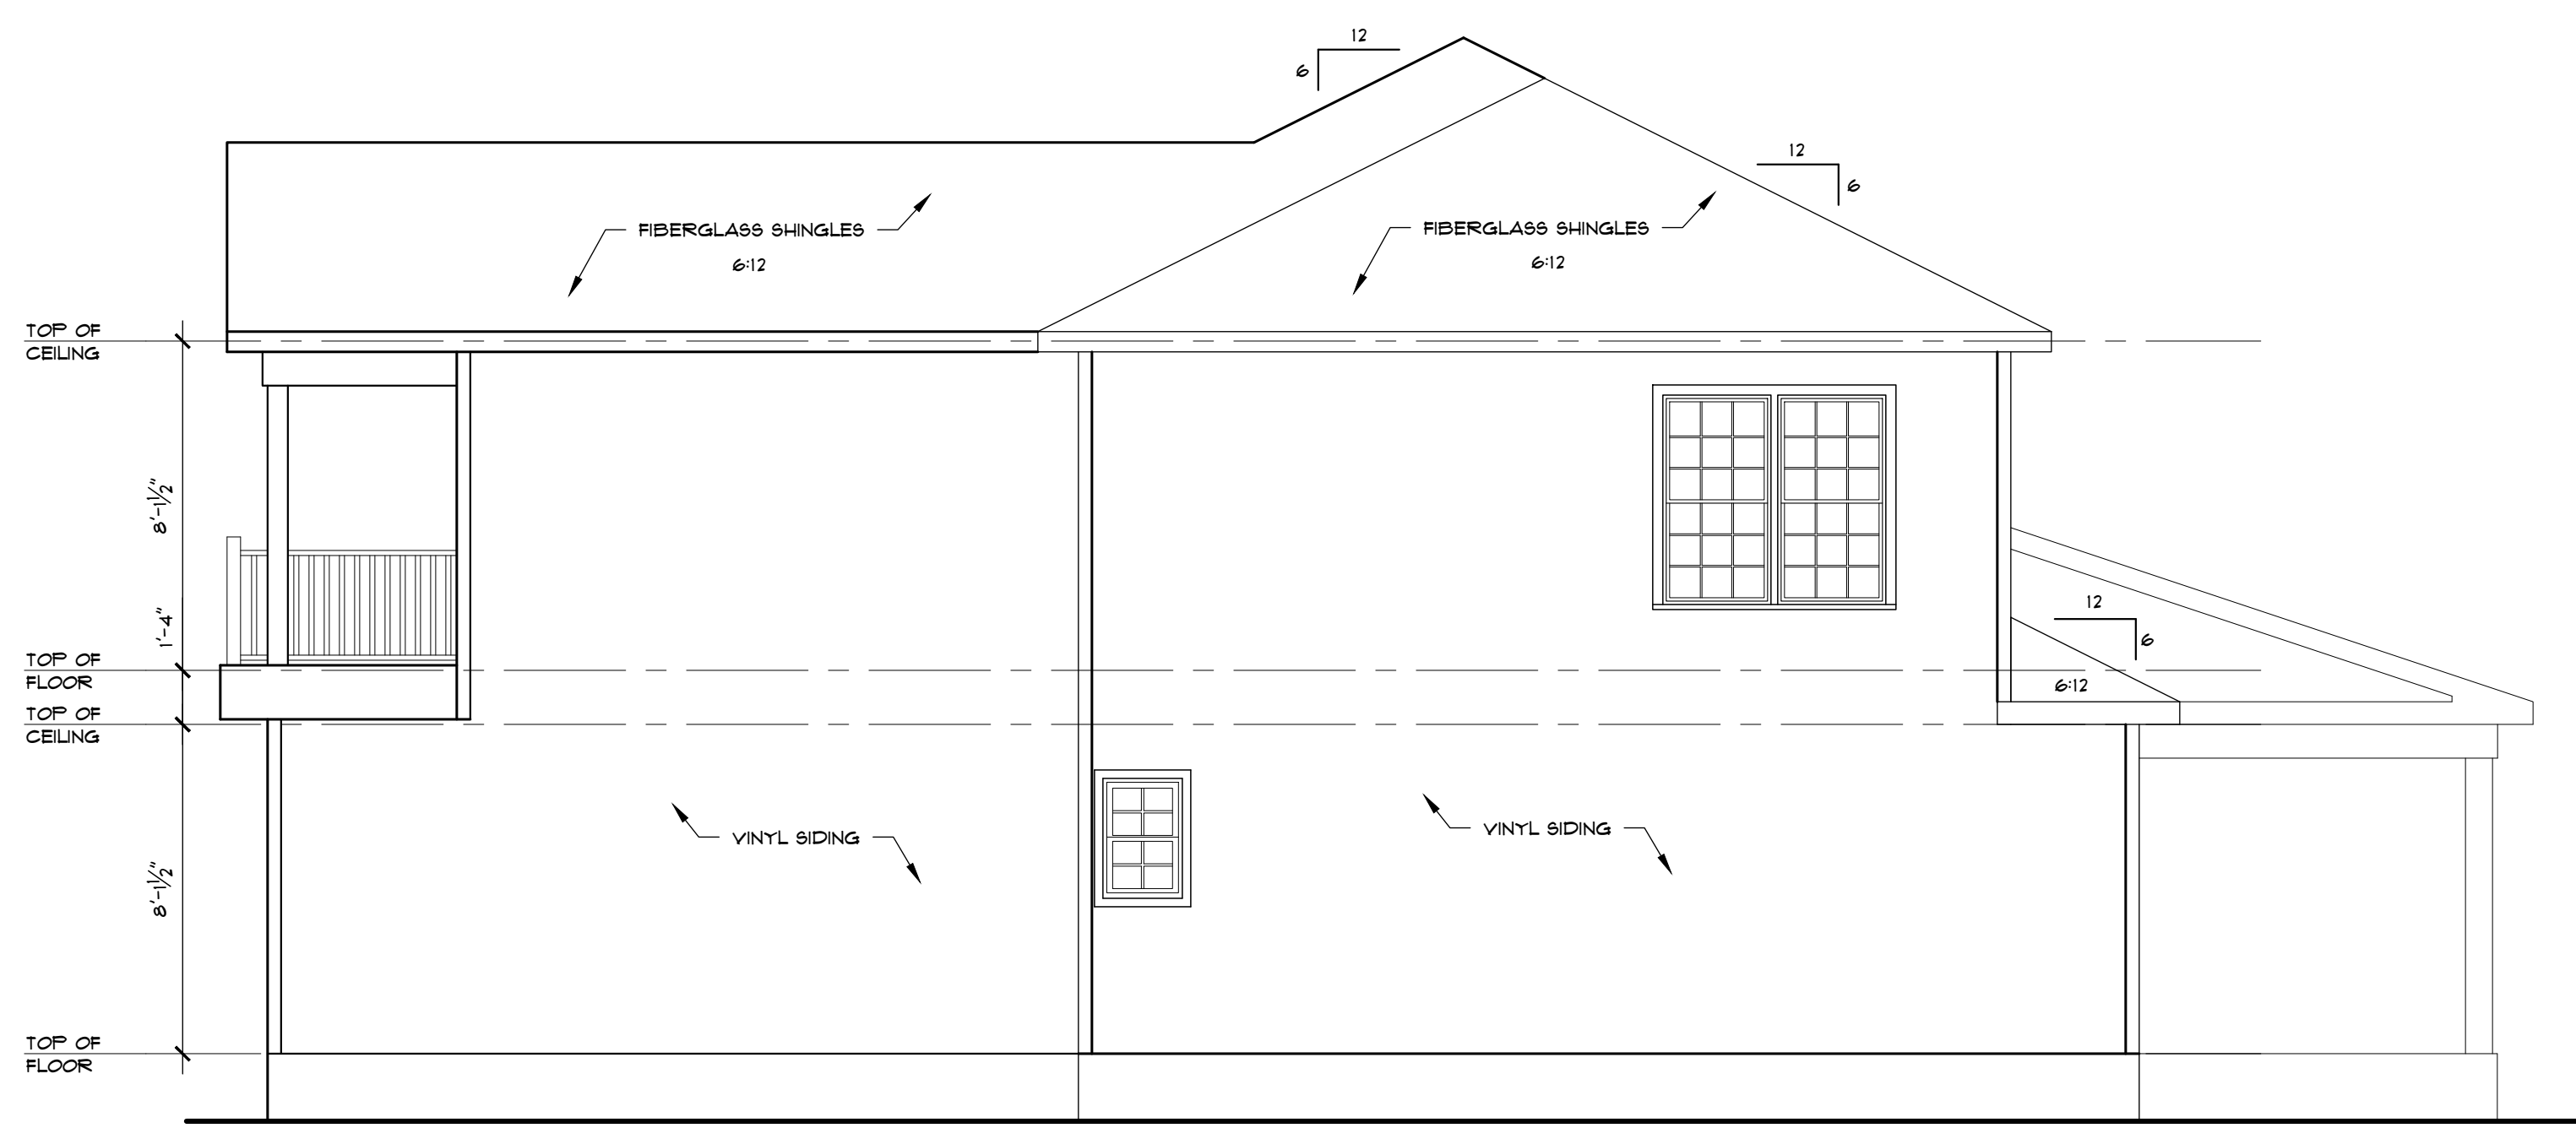 12
6
12
6
FIBERGLASS SHINGLES
6:12
FIBERGLASS SHINGLES
6:12
TOP OF
CEILING
8'-1½"
1'-4"
12
6
6:12
TOP OF
FLOOR
TOP OF
CEILING
VINYL SIDING
VINYL SIDING
8'-1½"
TOP OF
FLOOR